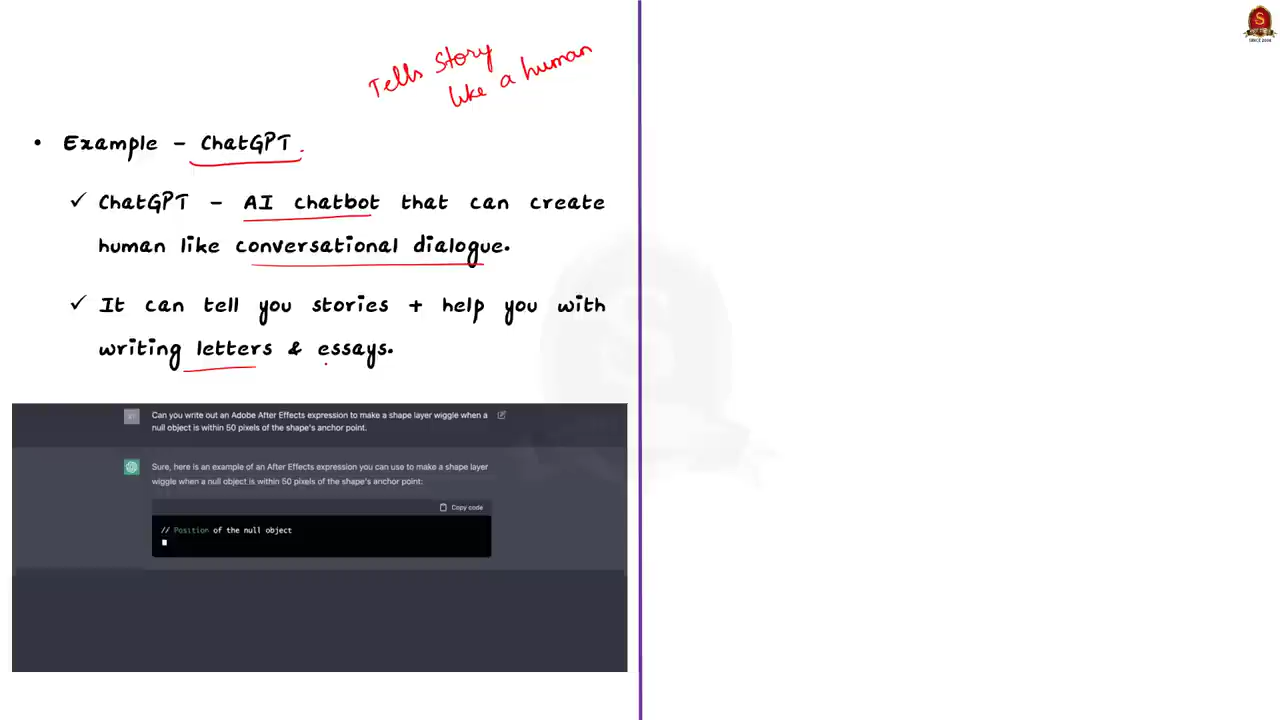 Tells Story
like a human
• Example - ChatGPT
✓ ChatGPT - AI chatbot that can create
human like conversational dialogue.
✓ It can tell you stories + help you with
writing letters & essays.
Can you write out an Adobe After Effects expression to make a shape layer wiggle when a
null object is within 50 pixels of the shape's anchor point.
Sure, here is an example of an After Effects expression you can use to make a shape layer
wiggle when a null object is within 50 pixels of the shape's anchor point:
Copy code
// Position of the null object
S
SINCE 2004